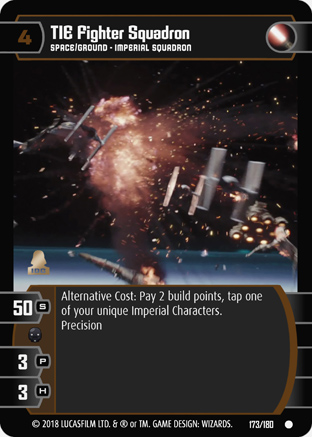 4
TIE Fighter Squadron
SPACE/GROUND - IMPERIAL SQUADRON
50 S
Alternative Cost: Pay 2 build points, tap one
of your unique Imperial Characters.
Precision
3 P
3 H
© 2018 LUCASFILM LTD. & ® or TM. GAME DESIGN: WIZARDS.
173/180